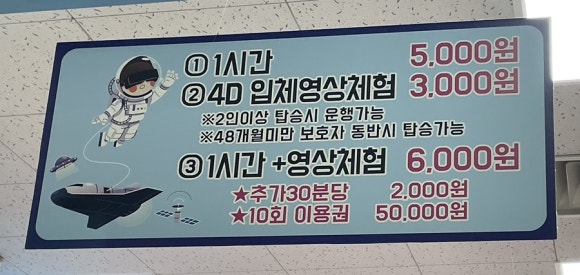 ① 1시간 5,000원
② 4D 입체영상체험 3,000원
※2인이상 탑승시 운행가능
※48개월미만 보호자 동반시 탑승가능
③ 1시간 +영상체험 6,000원
★추가30분당 2,000원
★10회 이용권 50,000원